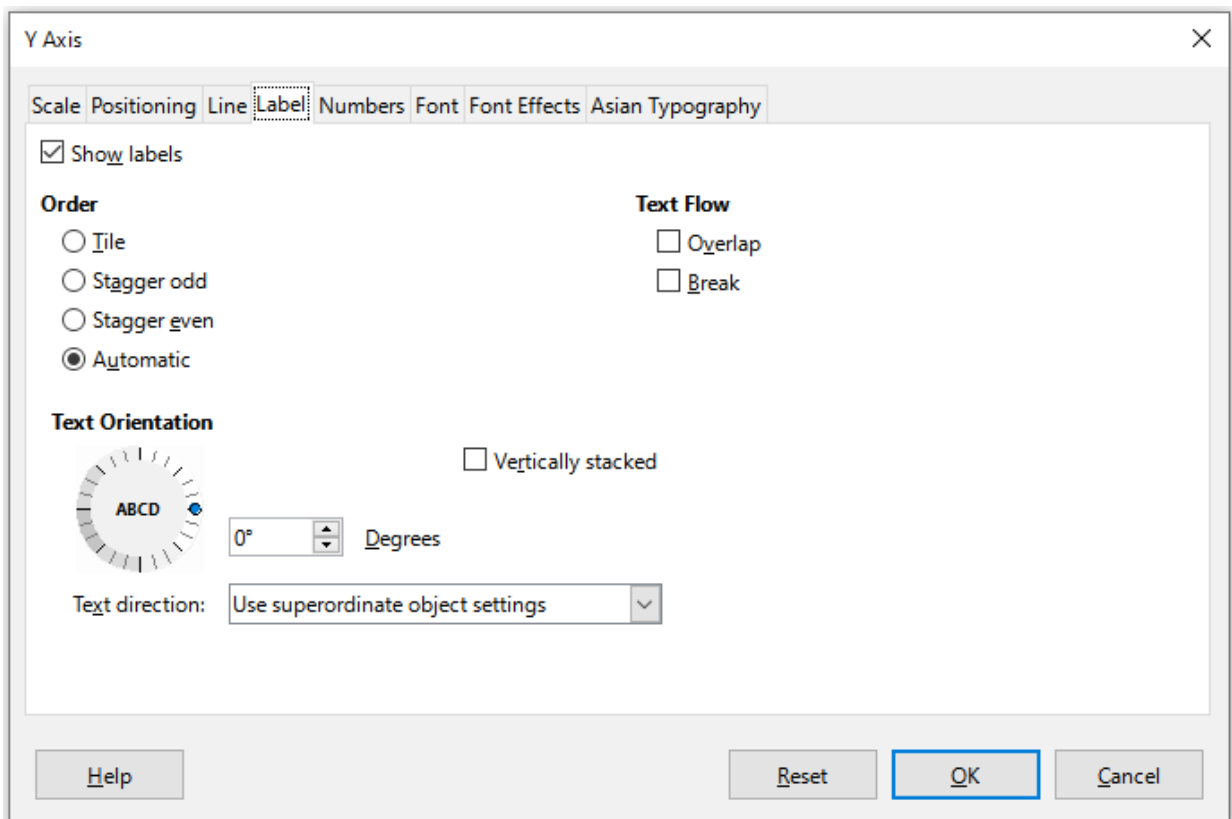 Y Axis
Scale Positioning Line Label Numbers Font Font Effects Asian Typography
Show labels
Order
Tile
Stagger odd
Stagger even
Automatic
Text Flow
Overlap
Break
Text Orientation
ABCD
Vertically stacked
0° Degrees
Text direction: Use superordinate object settings
Help Reset OK Cancel